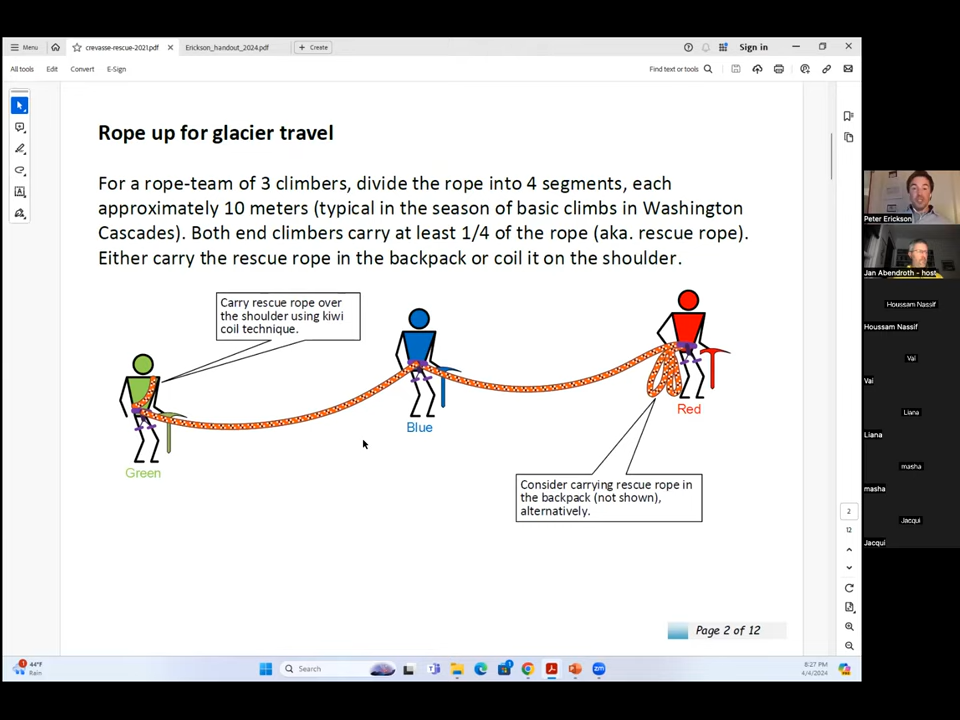 Menu
crevasse-rescue-2021.pdf
Erickson_handout_2024.pdf
Create
Sign in
All tools
Edit
Convert
E-Sign
Find text or tools
Rope up for glacier travel
For a rope-team of 3 climbers, divide the rope into 4 segments, each
approximately 10 meters (typical in the season of basic climbs in Washington
Cascades). Both end climbers carry at least 1/4 of the rope (aka. rescue rope).
Either carry the rescue rope in the backpack or coil it on the shoulder.
Carry rescue rope over
the shoulder using kiwi
coil technique.
Green
Blue
Red
Consider carrying rescue rope in
the backpack (not shown),
alternatively.
Page 2 of 12
2
12
Peter Erickson
Jan Abendroth - host
Houssam Nassif
Houssam Nassif
Vai
Vai
Liana
Liana
masha
masha
Jacqui
Jacqui
1
44°F
Rain
Search
8:27 PM
4/4/2024